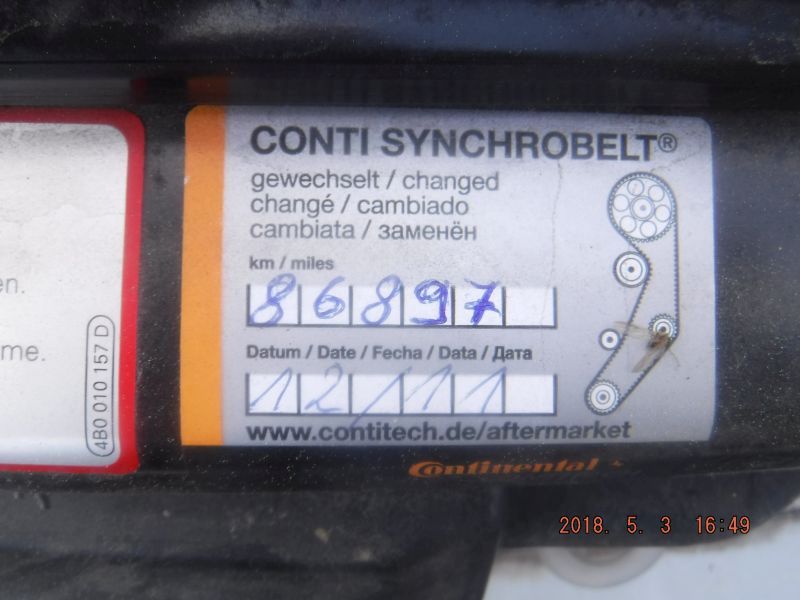 en.
me.
4B0 010 157 D
CONTI SYNCHROBELT®
gewechselt / changed
changé / cambiado
cambiata / заменён
km / miles
86897
Datum / Date / Fecha / Data / Дата
12/11
www.contitech.de/aftermarket
Continental
2018. 5. 3 16:49